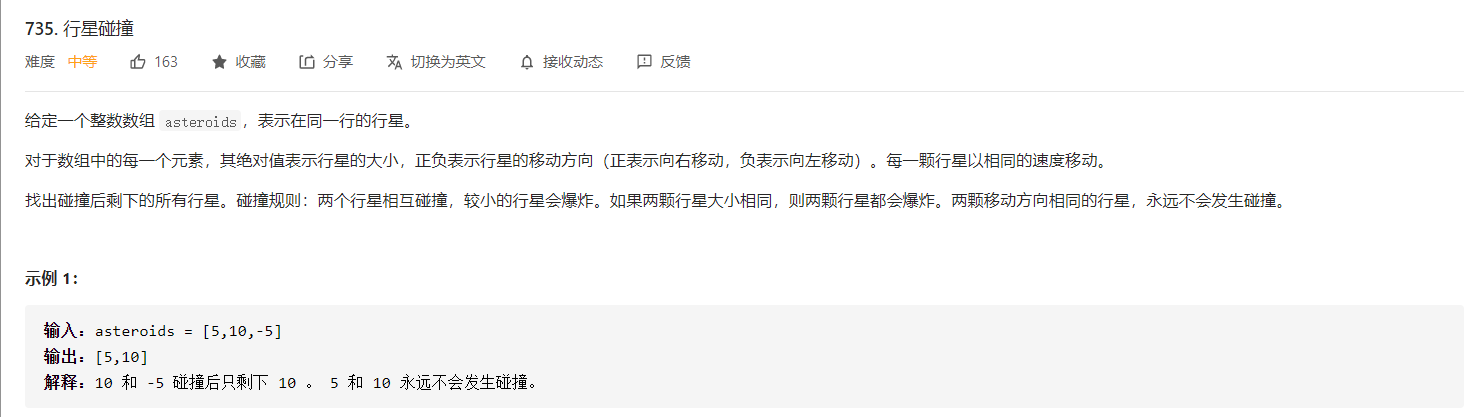 735. 行星碰撞
难度 中等 163 收藏 分享 切换为英文 接收动态 反馈
给定一个整数数组 asteroids，表示在同一行的行星。
对于数组中的每一个元素，其绝对值表示行星的大小，正负表示行星的移动方向（正表示向右移动，负表示向左移动）。每一颗行星以相同的速度移动。
找出碰撞后剩下的所有行星。碰撞规则：两个行星相互碰撞，较小的行星会爆炸。如果两颗行星大小相同，则两颗行星都会爆炸。两颗移动方向相同的行星，永远不会发生碰撞。
示例 1：
输入：asteroids = [5,10,-5]
输出：[5,10]
解释：10 和 -5 碰撞后只剩下 10 。 5 和 10 永远不会发生碰撞。